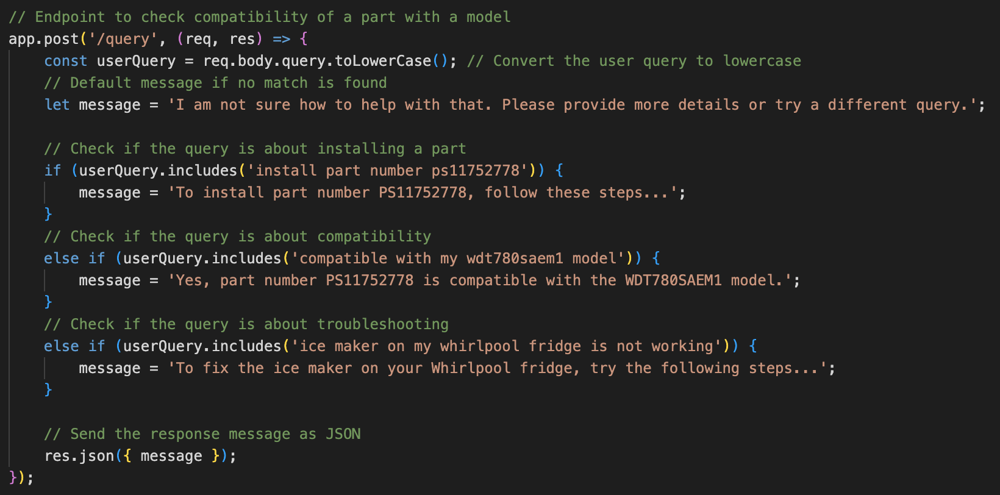 // Endpoint to check compatibility of a part with a model
app.post('/query', (req, res) => {
    const userQuery = req.body.query.toLowerCase(); // Convert the user query to lowercase
    // Default message if no match is found
    let message = 'I am not sure how to help with that. Please provide more details or try a different query.';

    // Check if the query is about installing a part
    if (userQuery.includes('install part number ps11752778')) {
        message = 'To install part number PS11752778, follow these steps...';
    }
    // Check if the query is about compatibility
    else if (userQuery.includes('compatible with my wdt780saem1 model')) {
        message = 'Yes, part number PS11752778 is compatible with the WDT780SAEM1 model.';
    }
    // Check if the query is about troubleshooting
    else if (userQuery.includes('ice maker on my whirlpool fridge is not working')) {
        message = 'To fix the ice maker on your Whirlpool fridge, try the following steps...';
    }

    // Send the response message as JSON
    res.json({ message });
});